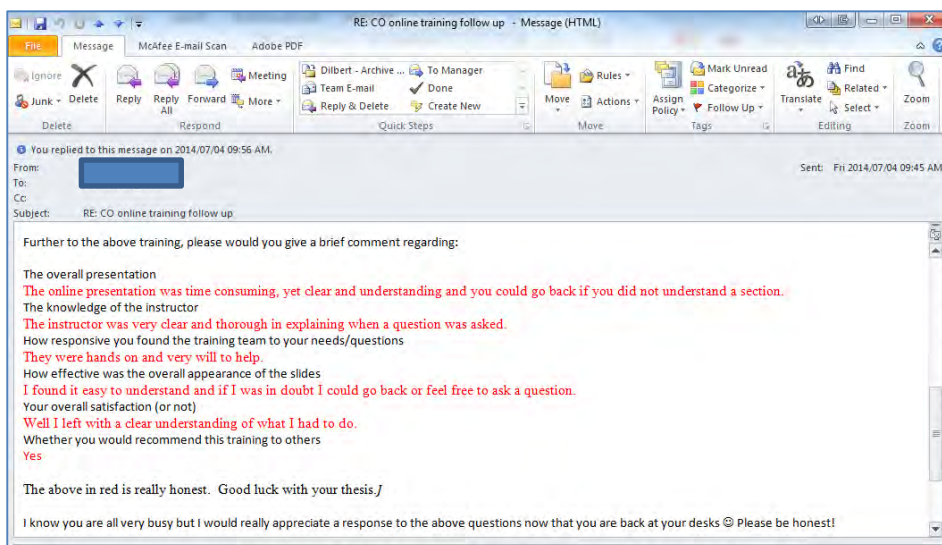 RE: CO online training follow up - Message (HTML)
File Message McAfee E-mail Scan Adobe PDF
Ignore
Junk
Delete
Reply
Reply All
Forward
Meeting
More
Dilbert - Archive ...
To Manager
Team E-mail
Done
Reply & Delete
Create New
Move
Rules
Actions
Assign Policy
Mark Unread
Categorize
Follow Up
Translate
Find
Related
Select
Zoom
Delete Respond Quick Steps Move Tags Editing Zoom
You replied to this message on 2014/07/04 09:56 AM.
From: Sent: Fri 2014/07/04 09:45 AM
To:
Cc:
Subject: RE: CO online training follow up
Further to the above training, please would you give a brief comment regarding:
The overall presentation
The online presentation was time consuming, yet clear and understanding and you could go back if you did not understand a section.
The knowledge of the instructor
The instructor was very clear and thorough in explaining when a question was asked.
How responsive you found the training team to your needs/questions
They were hands on and very will to help.
How effective was the overall appearance of the slides
I found it easy to understand and if I was in doubt I could go back or feel free to ask a question.
Your overall satisfaction (or not)
Well I left with a clear understanding of what I had to do.
Whether you would recommend this training to others
Yes
The above in red is really honest. Good luck with your thesis.J
I know you are all very busy but I would really appreciate a response to the above questions now that you are back at your desks ☺ Please be honest!